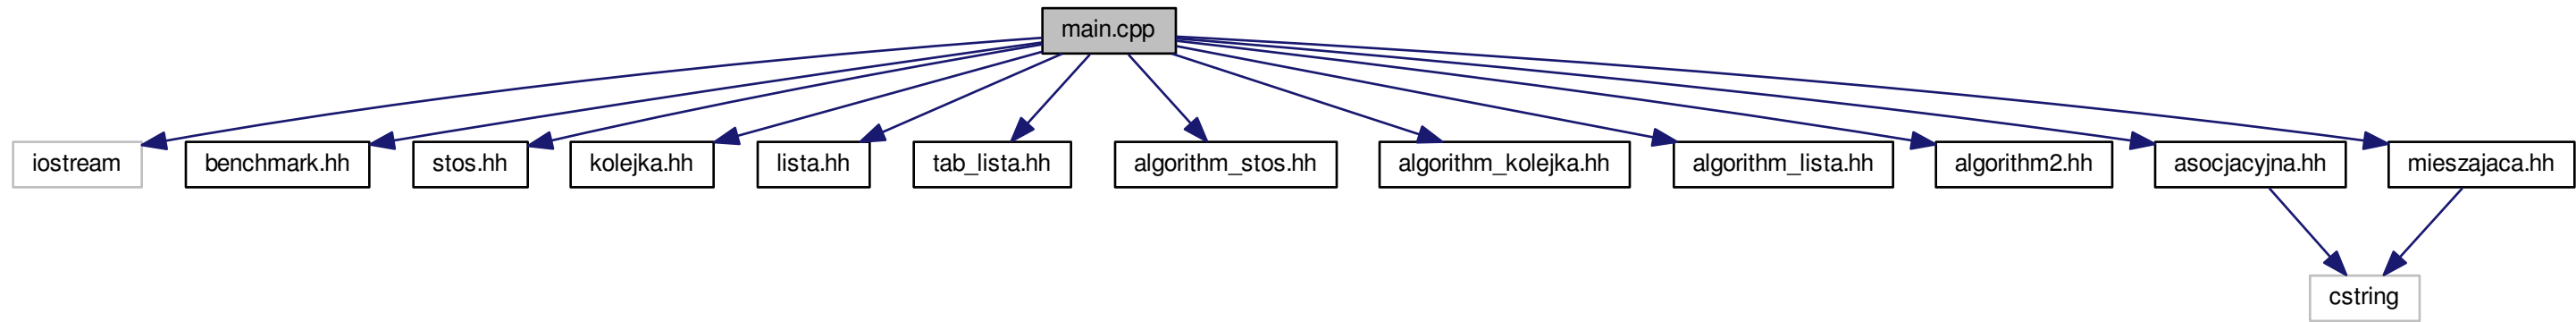 main.cpp
iostream
benchmark.hh
stos.hh
kolejka.hh
lista.hh
tab_lista.hh
algorithm_stos.hh
algorithm_kolejka.hh
algorithm_lista.hh
algorithm2.hh
asocjacyjna.hh
mieszajaca.hh
cstring